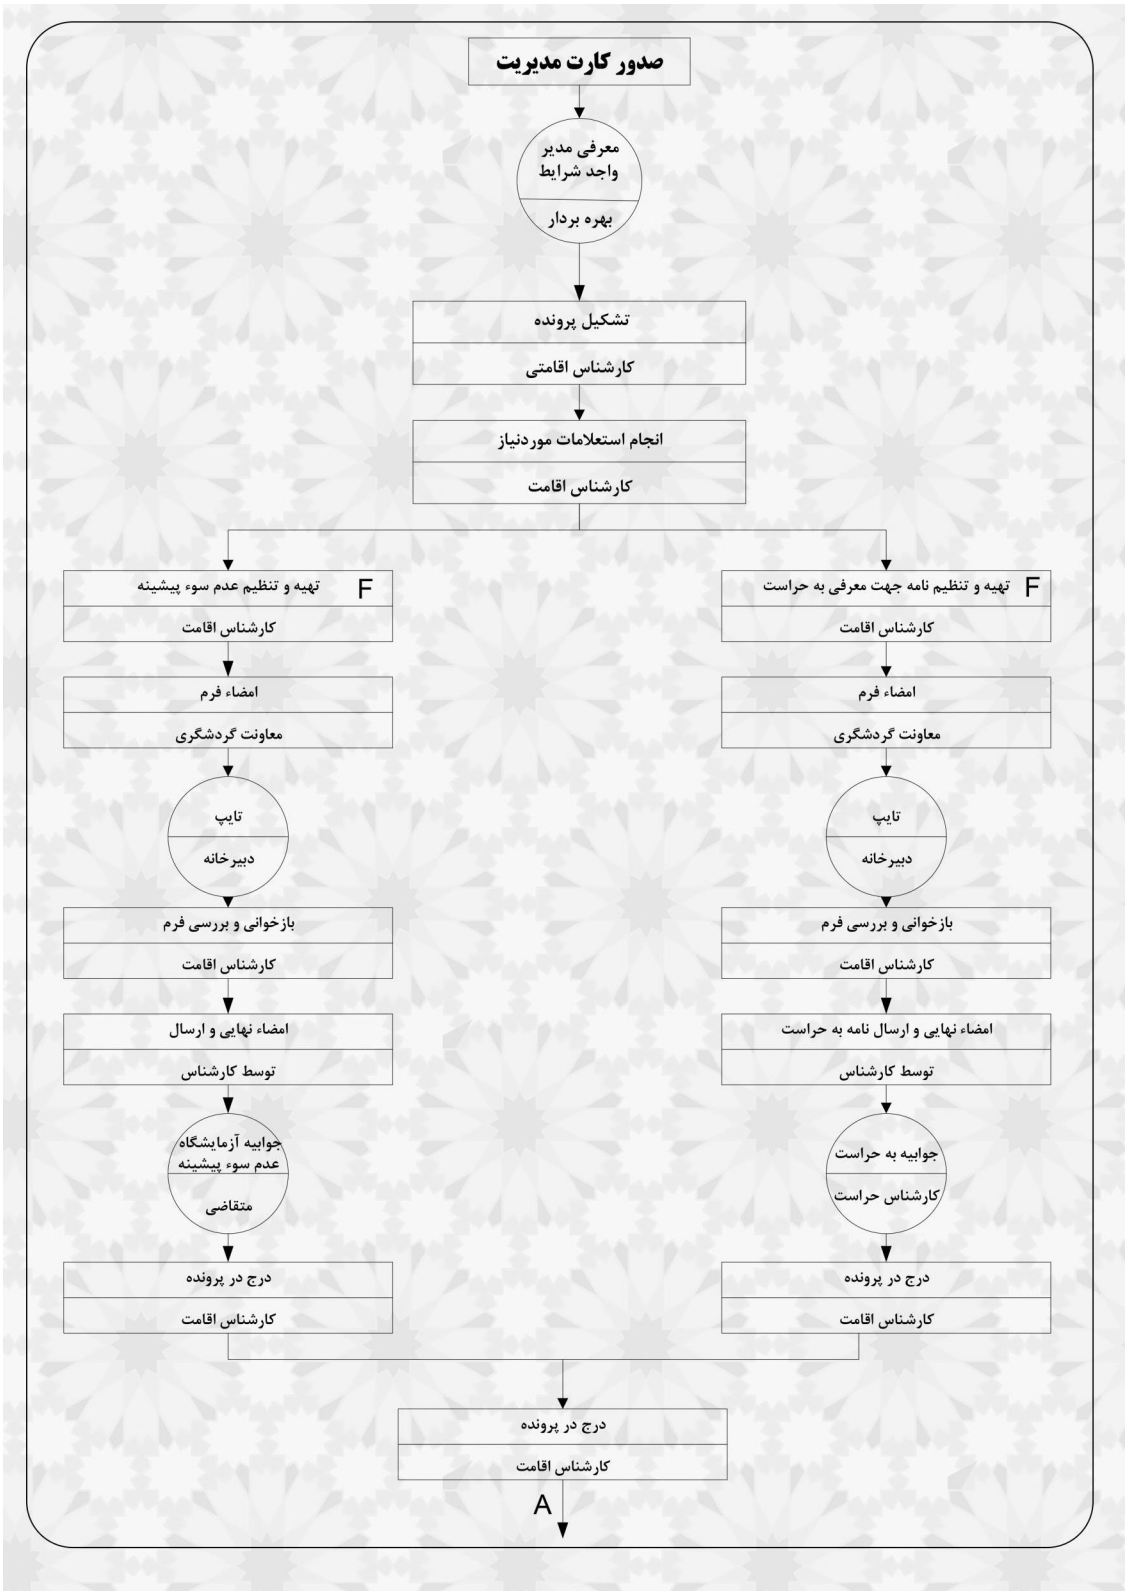 صدور کارت مدیریت
معرفی مدیر
واجد شرایط
بهره بردار
تشکیل پرونده
کارشناس اقامتی
انجام استعلامات موردنیاز
کارشناس اقامت
تهیه و تنظیم نامه جهت معرفی به حراست F
کارشناس اقامت
امضاء فرم
معاونت گردشگری
تایپ
دبیرخانه
بازخوانی و بررسی فرم
کارشناس اقامت
امضاء نهایی و ارسال نامه به حراست
توسط کارشناس
جوابیه به حراست
کارشناس حراست
درج در پرونده
کارشناس اقامت
تهیه و تنظیم عدم سوء پیشینه F
کارشناس اقامت
امضاء فرم
معاونت گردشگری
تایپ
دبیرخانه
بازخوانی و بررسی فرم
کارشناس اقامت
امضاء نهایی و ارسال
توسط کارشناس
جوابیه آزمایشگاه
عدم سوء پیشینه
متقاضی
درج در پرونده
کارشناس اقامت
درج در پرونده
کارشناس اقامت
A